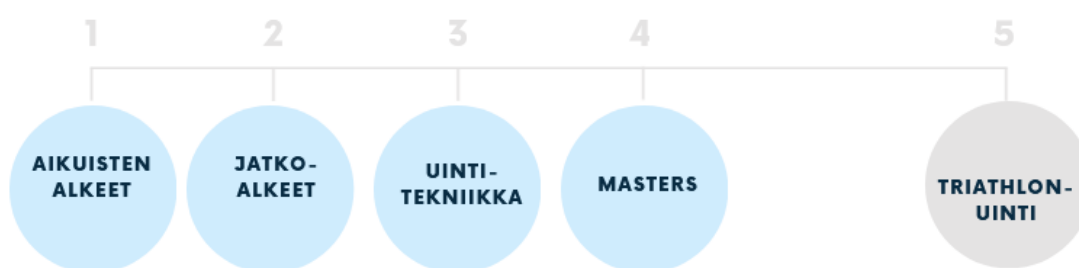 1 2 3 4 5
AIKUISTEN
ALKEET
JATKO-
ALKEET
UINTI-
TEKNIIKKA
MASTERS
TRIATHLON-
UINTI